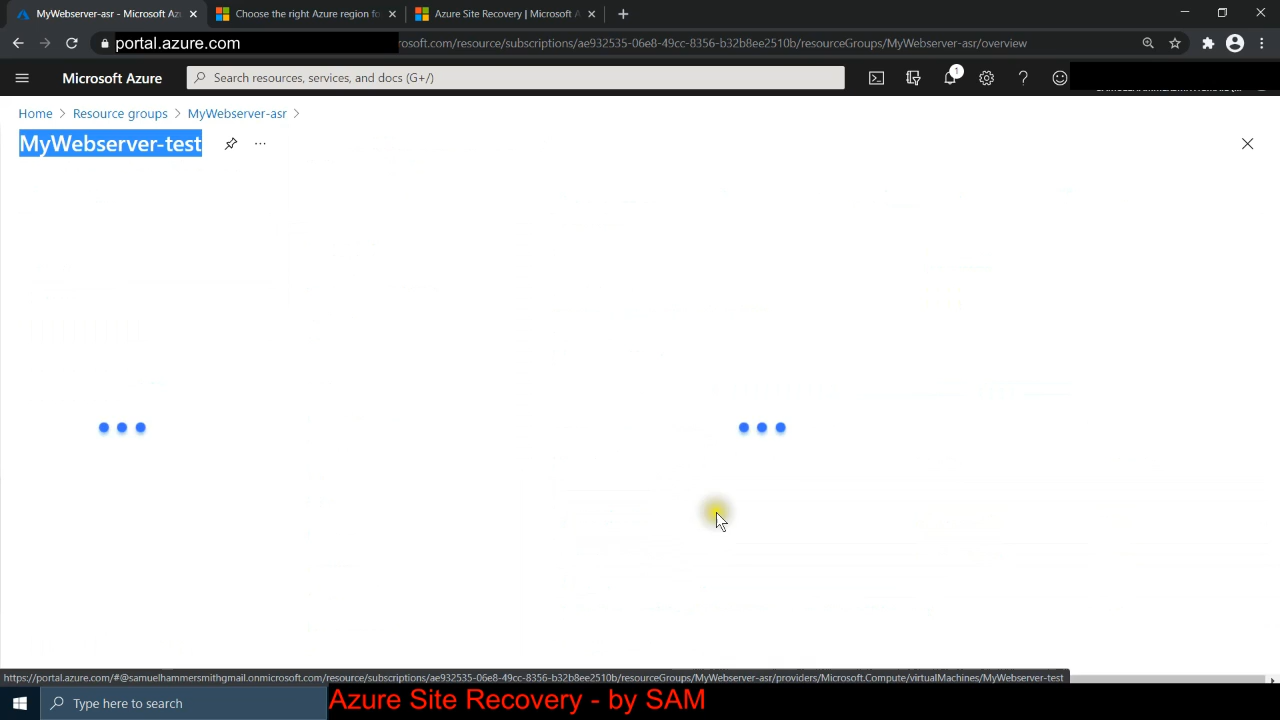 MyWebserver-asr - Microsoft Azu
Choose the right Azure region fo
Azure Site Recovery | Microsoft A
portal.azure.com
rosoft.com/resource/subscriptions/ae932535-06e8-49cc-8356-b32b8ee2510b/resourceGroups/MyWebserver-asr/overview
Microsoft Azure
Search resources, services, and docs (G+/)
1
Home > Resource groups > MyWebserver-asr >
MyWebserver-test
https://portal.azure.com/#@samuelhammersmithgmail.onmicrosoft.com/resource/subscriptions/ae932535-06e8-49cc-8356-b32b8ee2510b/resourceGroups/MyWebserver-asr/providers/Microsoft.Compute/virtualMachines/MyWebserver-test
Type here to search
Azure Site Recovery - by SAM